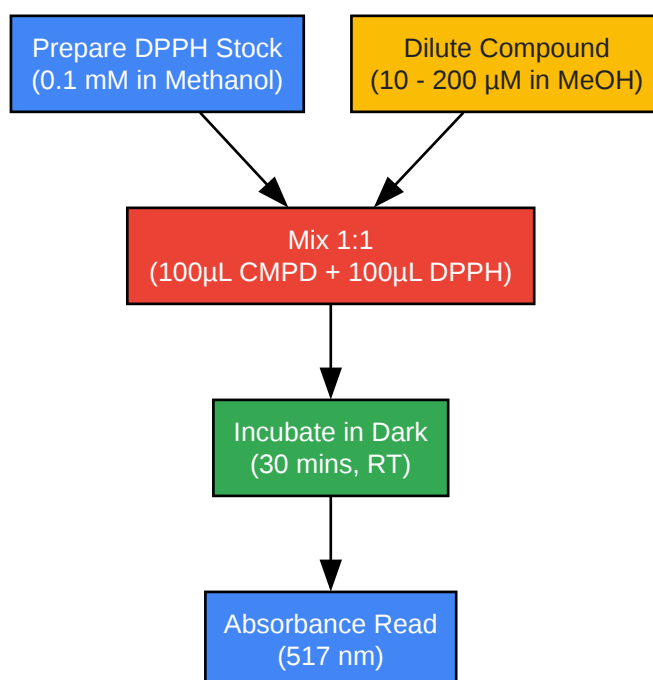 Prepare DPPH Stock
(0.1 mM in Methanol)
Dilute Compound
(10 - 200 µM in MeOH)
Mix 1:1
(100µL CMPD + 100µL DPPH)
Incubate in Dark
(30 mins, RT)
Absorbance Read
(517 nm)